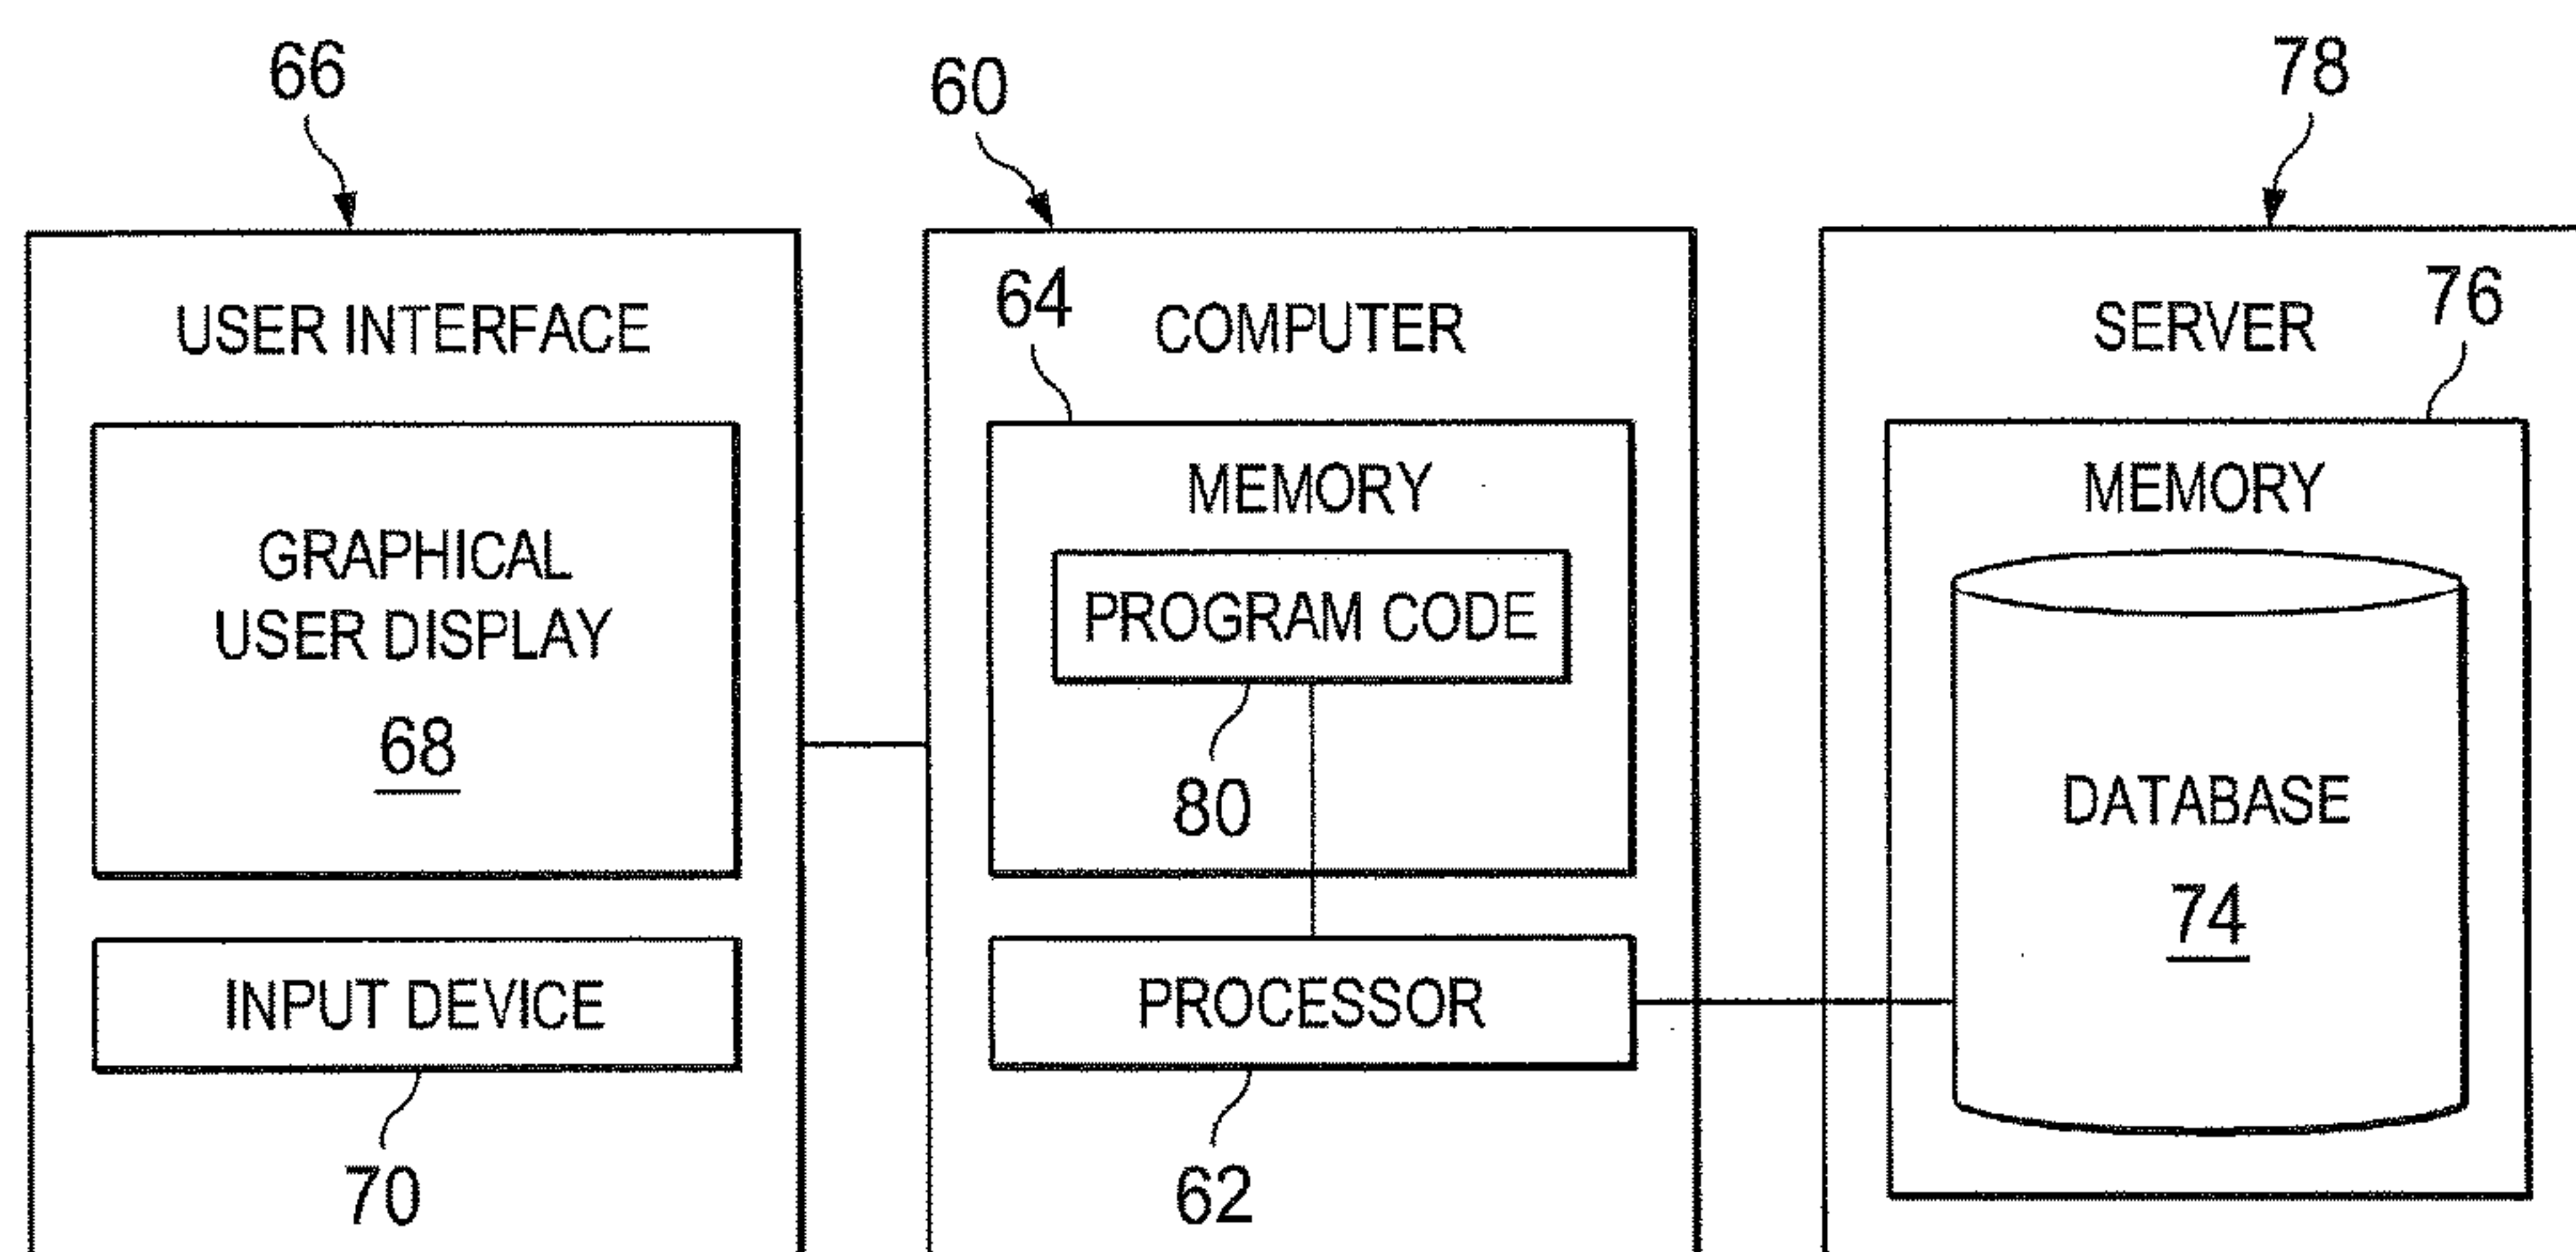 66
60
78
USER INTERFACE
GRAPHICAL
USER DISPLAY
68
INPUT DEVICE
70
COMPUTER
64
MEMORY
PROGRAM CODE
80
PROCESSOR
62
SERVER
76
MEMORY
DATABASE
74